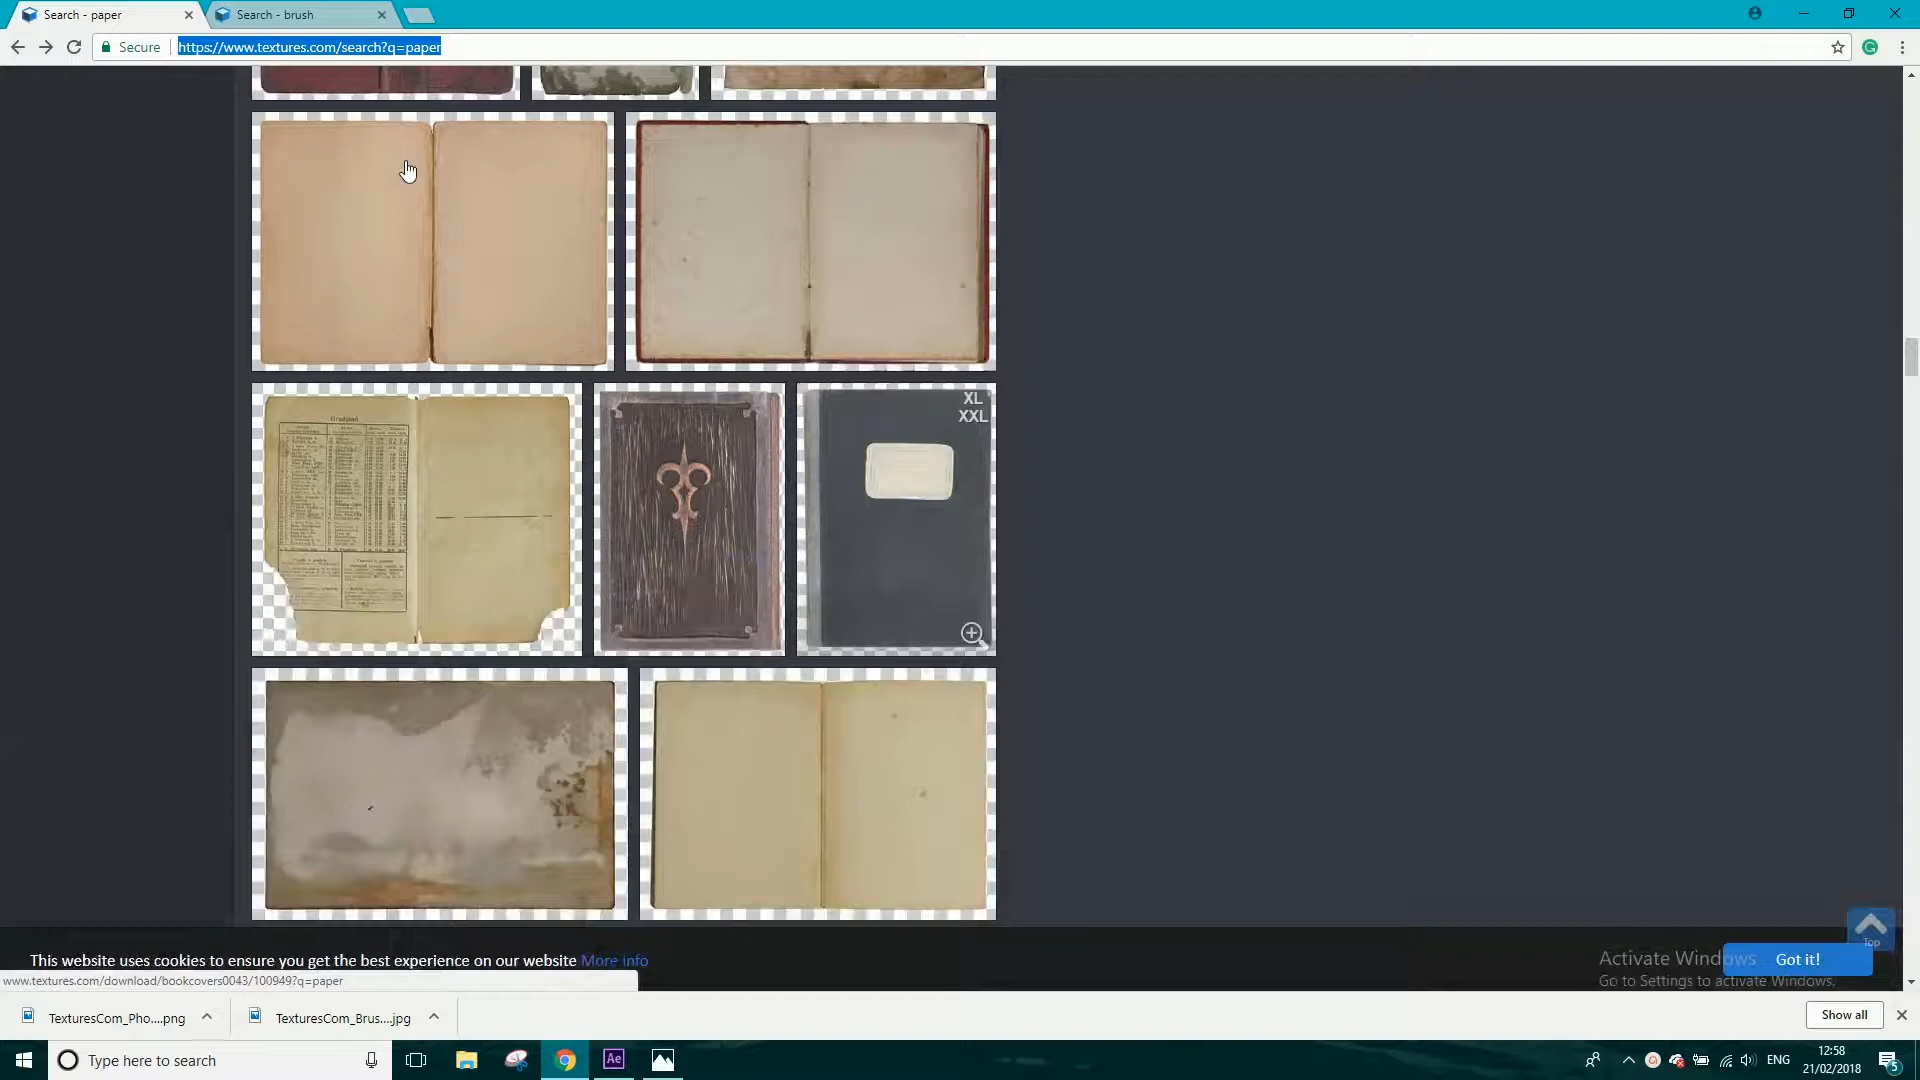 Search - paper
Search - brush
Secure
https://www.textures.com/search?q=paper
XL
XXL
This website uses cookies to ensure you get the best experience on our website More info
Got it!
Top
Activate Windows
Go to Settings to activate Windows.
www.textures.com/download/bookcovers0043/100949?q=paper
TexturesCom_Pho....png
TexturesCom_Brus....jpg
Show all
Type here to search
Ae
ENG
12:58
21/02/2018
5